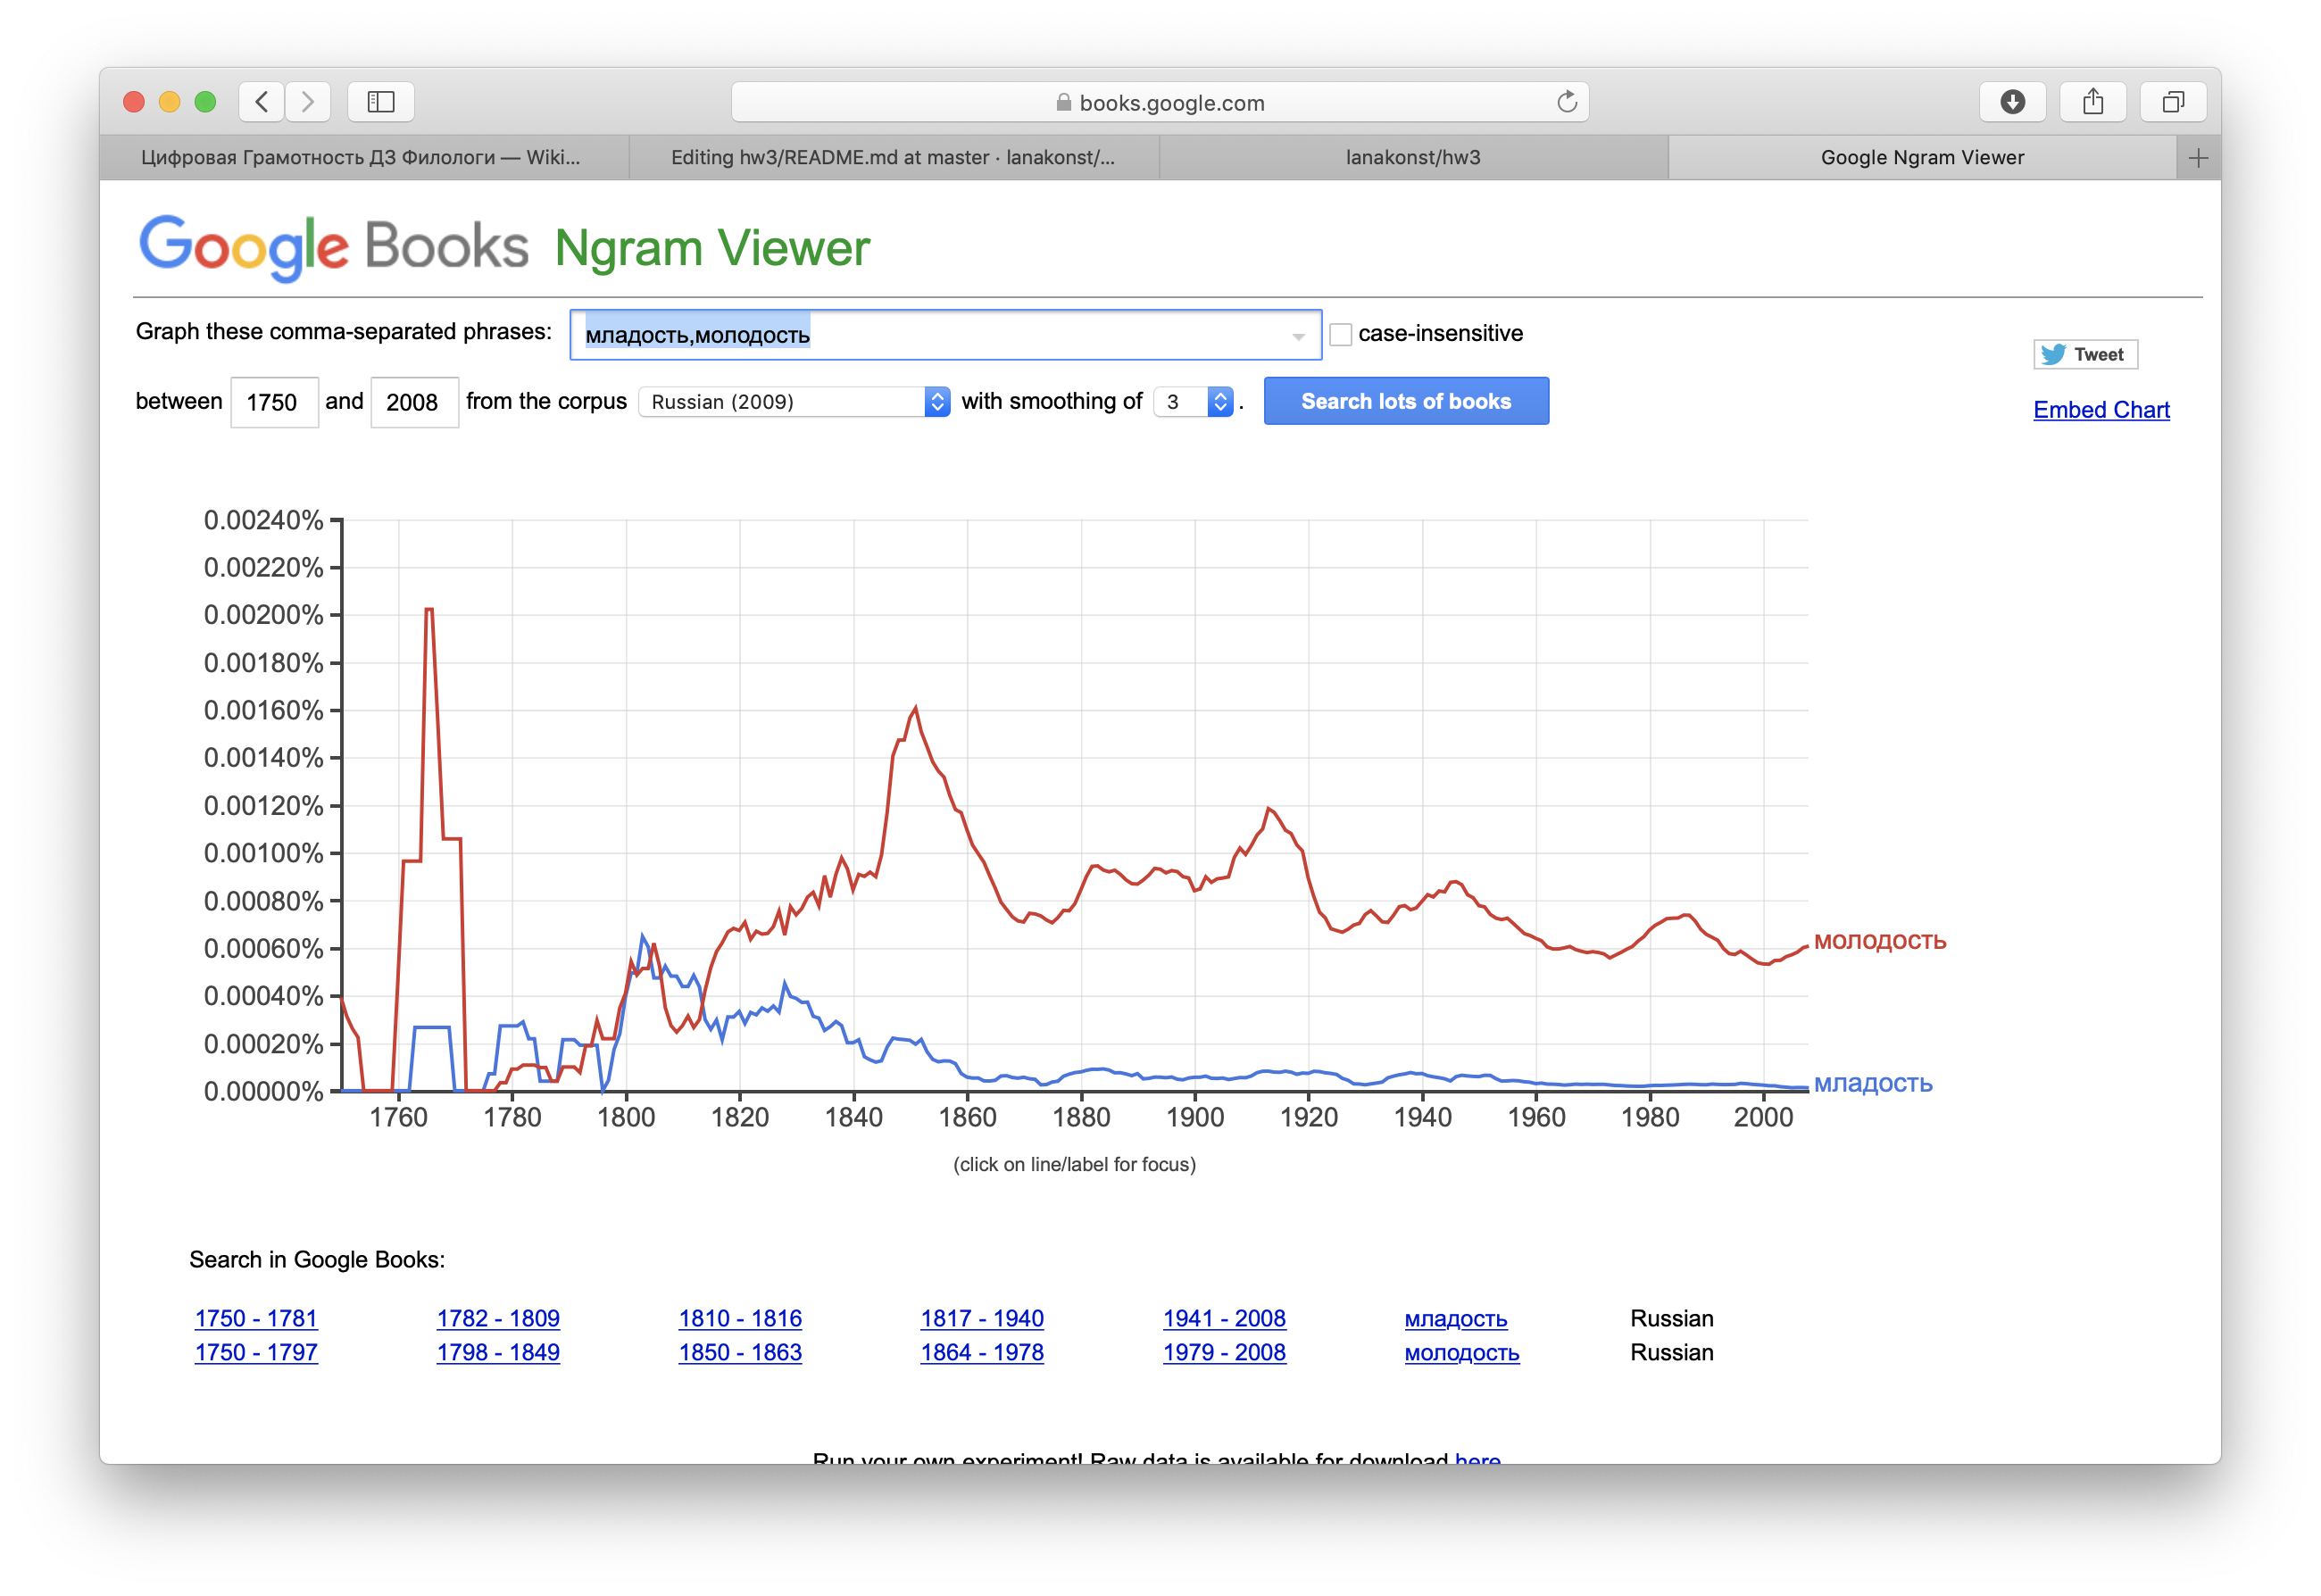 books.google.com
Цифровая Грамотность ДЗ Филологи — Wiki...
Editing hw3/README.md at master · lanakonst/...
lanakonst/hw3
Google Ngram Viewer
Google Books Ngram Viewer
Graph these comma-separated phrases: младость,молодость case-insensitive
Tweet
between 1750 and 2008 from the corpus Russian (2009) with smoothing of 3 . Search lots of books
Embed Chart
0.00240%
0.00220%
0.00200%
0.00180%
0.00160%
0.00140%
0.00120%
0.00100%
0.00080%
0.00060%
0.00040%
0.00020%
0.00000%
молодость
младость
1760 1780 1800 1820 1840 1860 1880 1900 1920 1940 1960 1980 2000
(click on line/label for focus)
Search in Google Books:
1750 - 1781 1782 - 1809 1810 - 1816 1817 - 1940 1941 - 2008 младость Russian
1750 - 1797 1798 - 1849 1850 - 1863 1864 - 1978 1979 - 2008 молодость Russian
Run your own experiment! Raw data is available for download here